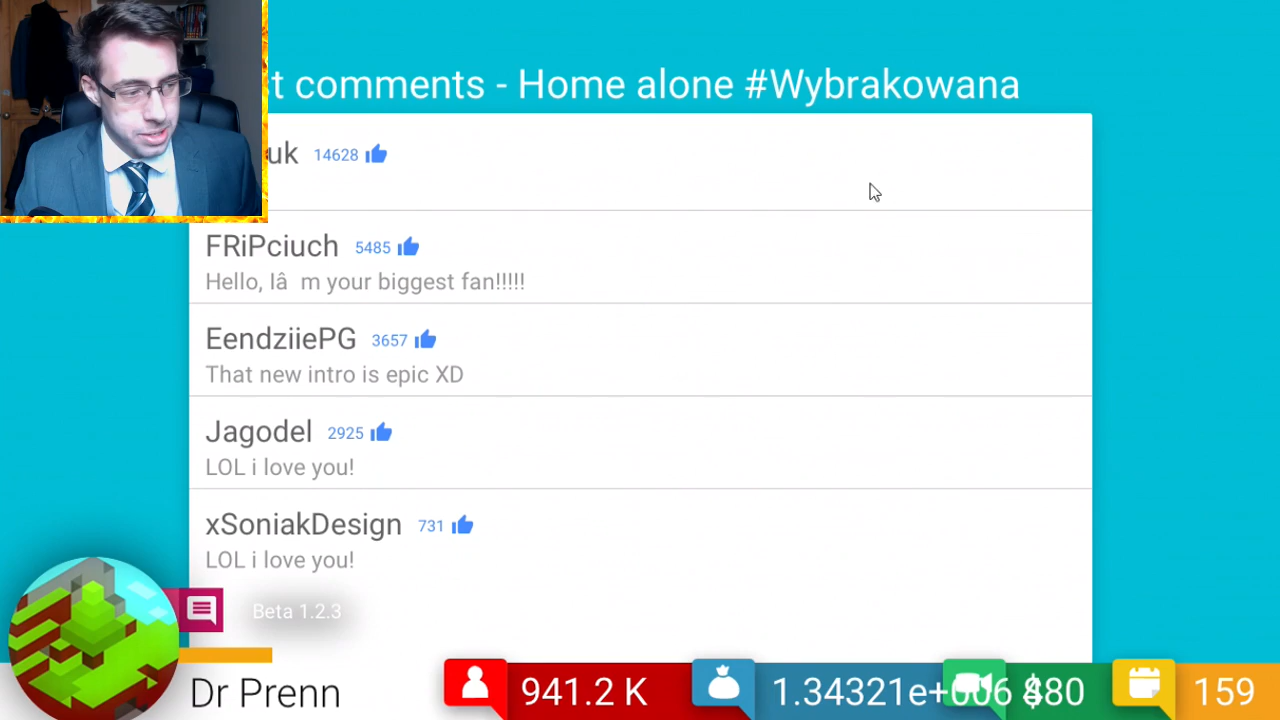 t comments - Home alone #Wybrakowana
uk 14628
FRiPciuch 5485
Hello, Iâ m your biggest fan!!!!!
EendziiePG 3657
That new intro is epic XD
Jagodel 2925
LOL i love you!
xSoniakDesign 731
LOL i love you!
Beta 1.2.3
Dr Prenn
941.2 K
1.34321e+006 $
880
159